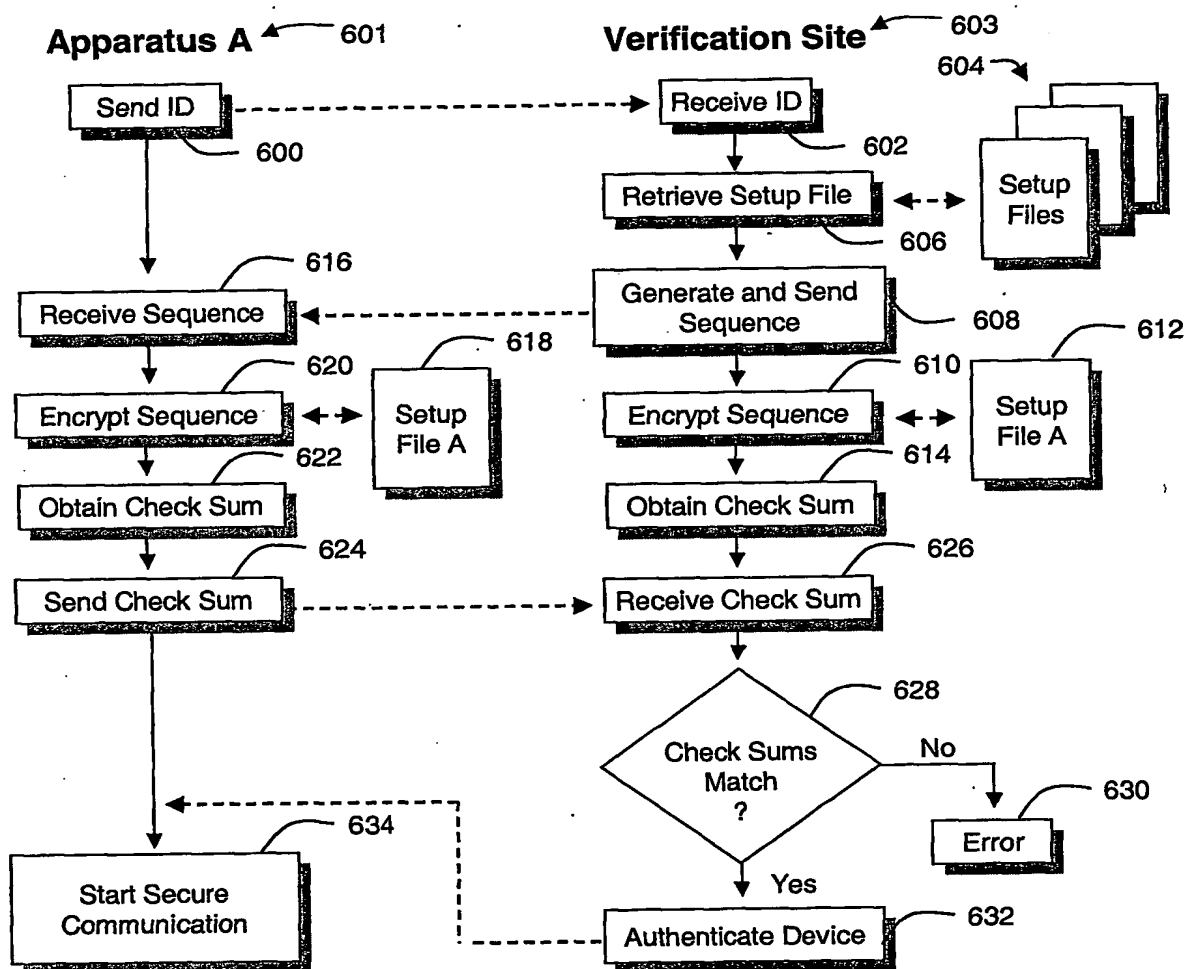 Apparatus A
601
Verification Site
603
604
Send ID
600
Receive ID
602
Setup
Files
Retrieve Setup File
606
616
Receive Sequence
Generate and Send
Sequence
608
618
612
620
Encrypt Sequence
Setup
File A
610
Encrypt Sequence
Setup
File A
622
Obtain Check Sum
614
Obtain Check Sum
624
Send Check Sum
626
Receive Check Sum
628
Check Sums
Match
?
No
630
Error
634
Start Secure
Communication
Yes
632
Authenticate Device